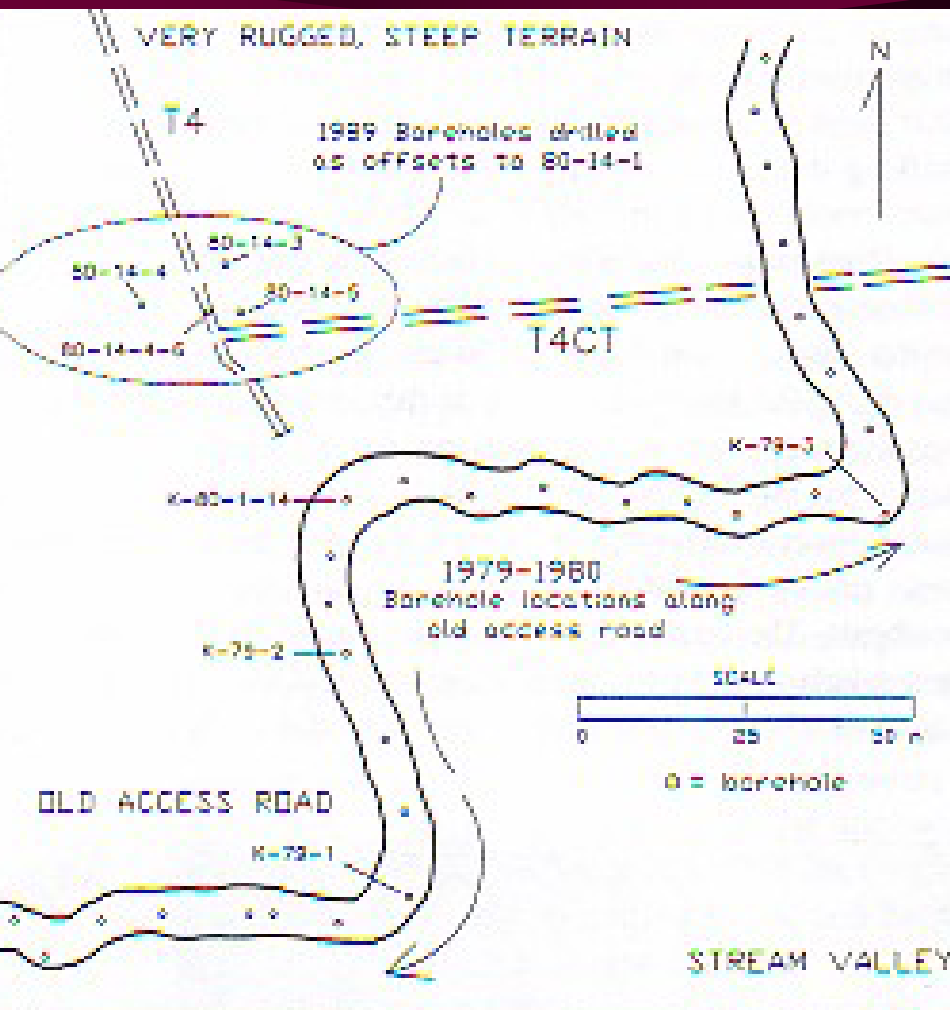 VERY RUGGED, STEEP TERRAIN
N
T4
1989 Boreholes drilled
as offsets to 80-14-1
80-14-3
80-14-4
80-14-5
80-14-4-6
T4CT
K-79-3
K-80-1-14
1979-1980
Borehole locations along
old access road
K-79-2
SCALE
0 25 50 m
o = borehole
OLD ACCESS ROAD
K-79-1
STREAM VALLEY